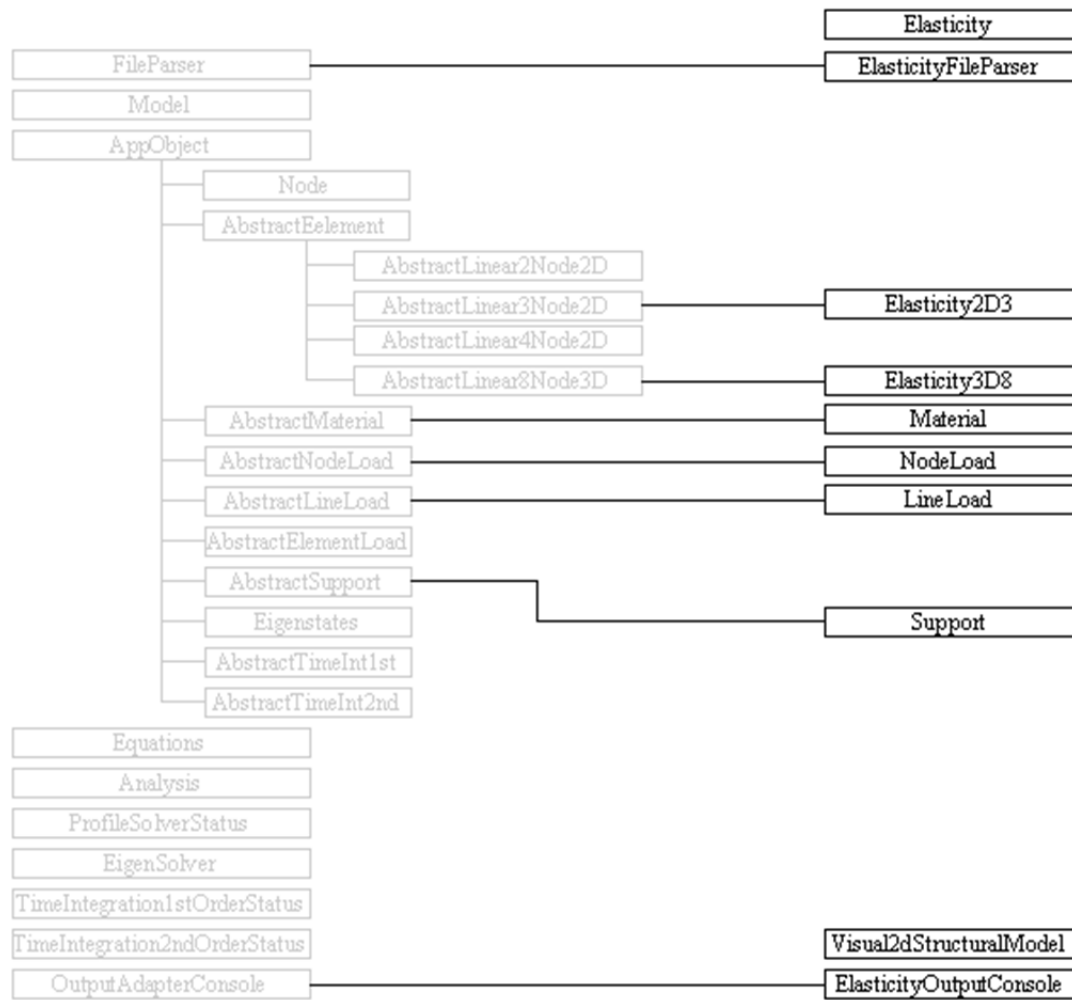 Elasticity
FileParser
ElasticityFileParser
Model
AppObject
Node
AbstractEelement
AbstractLinear2Node2D
AbstractLinear3Node2D
Elasticity2D3
AbstractLinear4Node2D
AbstractLinear8Node3D
Elasticity3D8
AbstractMaterial
Material
AbstractNodeLoad
NodeLoad
AbstractLineLoad
LineLoad
AbstractElementLoad
AbstractSupport
Eigenstates
Support
AbstractTimeInt1st
AbstractTimeInt2nd
Equations
Analysis
ProfileSolverStatus
EigenSolver
TimeIntegration1stOrderStatus
TimeIntegration2ndOrderStatus
Visual2dStructuralModel
OutputAdapterConsole
ElasticityOutputConsole